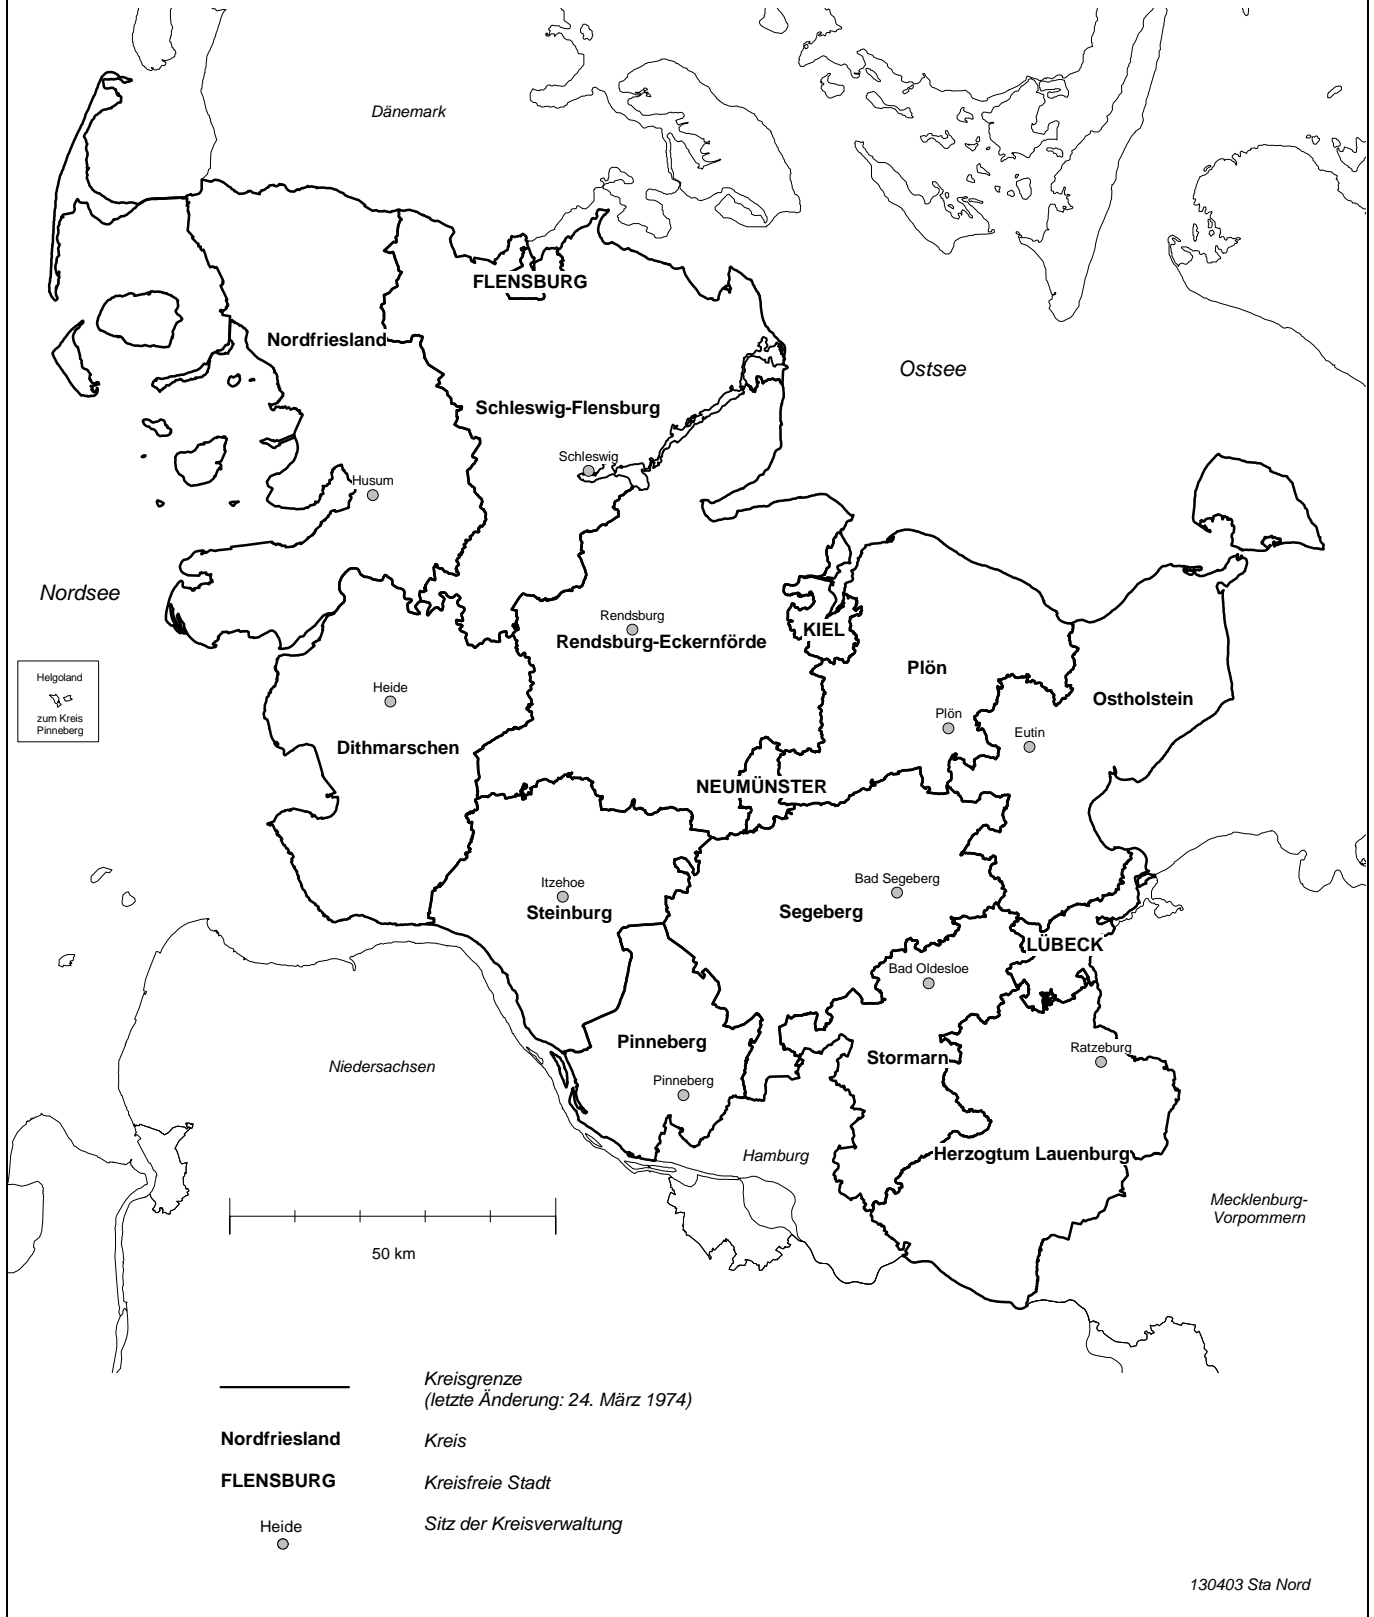 Dänemark
FLENSBURG
Nordfriesland
Ostsee
Schleswig-Flensburg
Schleswig
Husum
Nordsee
Rendsburg
Rendsburg-Eckernförde
KIEL
Plön
Helgoland
zum Kreis
Pinneberg
Heide
Ostholstein
Plön
Eutin
Dithmarschen
NEUMÜNSTER
Itzehoe
Steinburg
Bad Segeberg
Segeberg
LÜBECK
Bad Oldesloe
Pinneberg
Stormarn
Ratzeburg
Niedersachsen
Pinneberg
Hamburg
Herzogtum Lauenburg
Mecklenburg-
Vorpommern
50 km
Kreisgrenze
(letzte Änderung: 24. März 1974)
Nordfriesland Kreis
FLENSBURG Kreisfreie Stadt
Heide Sitz der Kreisverwaltung
130403 Sta Nord